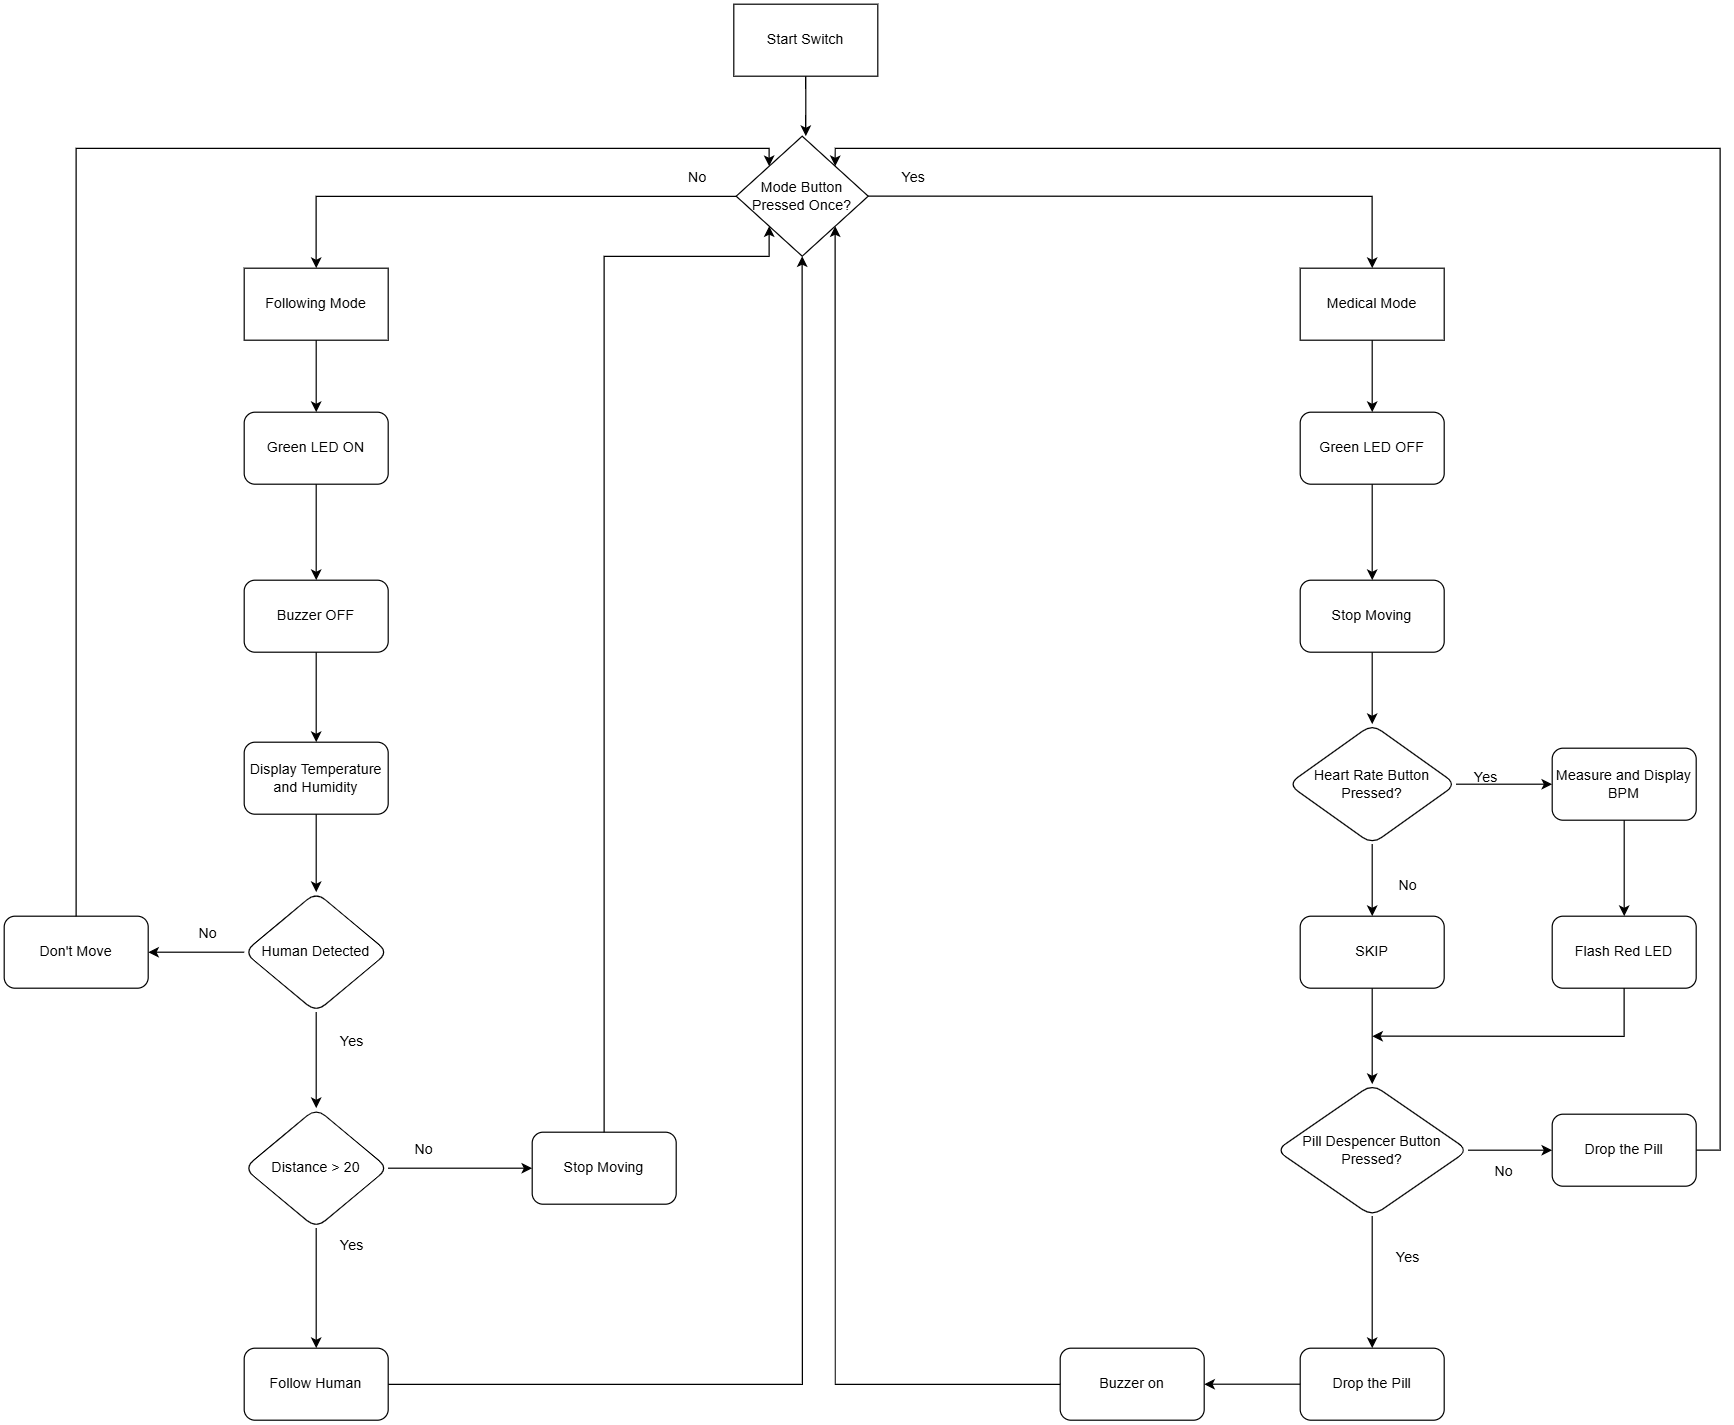 Start Switch
Mode Button
Pressed Once?
No
Yes
Following Mode
Medical Mode
Green LED ON
Green LED OFF
Buzzer OFF
Stop Moving
Display Temperature
and Humidity
Heart Rate Button
Pressed?
Yes
Measure and Display
BPM
No
Don't Move
No
Human Detected
SKIP
Flash Red LED
Yes
Distance > 20
No
Stop Moving
Pill Despencer Button
Pressed?
No
Drop the Pill
Yes
Yes
Follow Human
Buzzer on
Drop the Pill